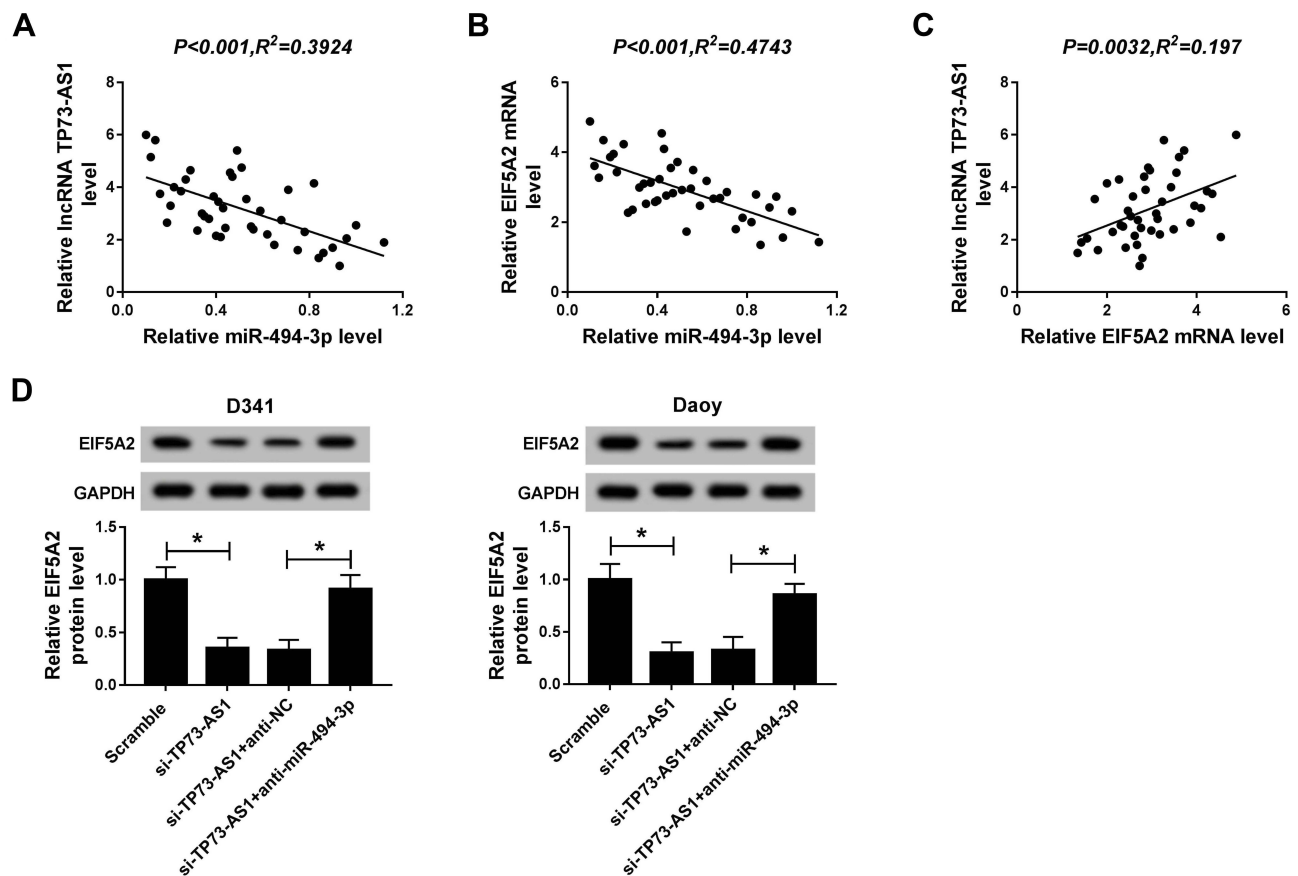 A
P<0.001,R²=0.3924
Relative lncRNA TP73-AS1
level
8
6
4
2
0
0.0
0.4
0.8
1.2
Relative miR-494-3p level
B
P<0.001,R²=0.4743
Relative EIF5A2 mRNA
level
6
4
2
0
0.0
0.4
0.8
1.2
Relative miR-494-3p level
C
P=0.0032,R²=0.197
Relative lncRNA TP73-AS1
level
8
6
4
2
0
0
2
4
6
Relative EIF5A2 mRNA level
D
D341
EIF5A2
GAPDH
Relative EIF5A2
protein level
1.5
1.0
0.5
0.0
*
*
Scramble
si-TP73-AS1
si-TP73-AS1+anti-NC
si-TP73-AS1+anti-miR-494-3p
Daoy
EIF5A2
GAPDH
Relative EIF5A2
protein level
1.5
1.0
0.5
0.0
*
*
Scramble
si-TP73-AS1
si-TP73-AS1+anti-NC
si-TP73-AS1+anti-miR-494-3p